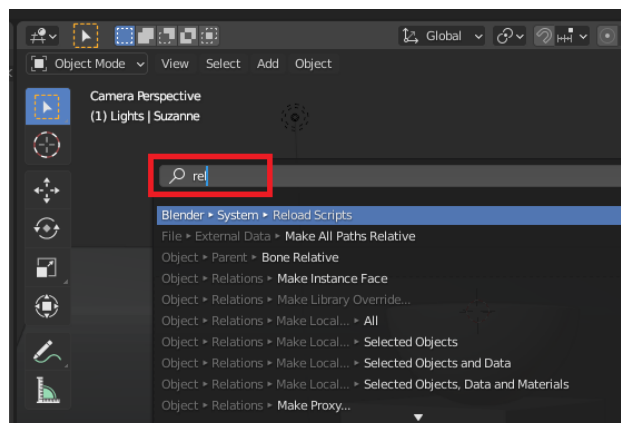 Global
Object Mode View Select Add Object
Camera Perspective
(1) Lights | Suzanne
rel
Blender ▸ System ▸ Reload Scripts
File ▸ External Data ▸ Make All Paths Relative
Object ▸ Parent ▸ Bone Relative
Object ▸ Relations ▸ Make Instance Face
Object ▸ Relations ▸ Make Library Override...
Object ▸ Relations ▸ Make Local... ▸ All
Object ▸ Relations ▸ Make Local... ▸ Selected Objects
Object ▸ Relations ▸ Make Local... ▸ Selected Objects and Data
Object ▸ Relations ▸ Make Local... ▸ Selected Objects, Data and Materials
Object ▸ Relations ▸ Make Proxy...